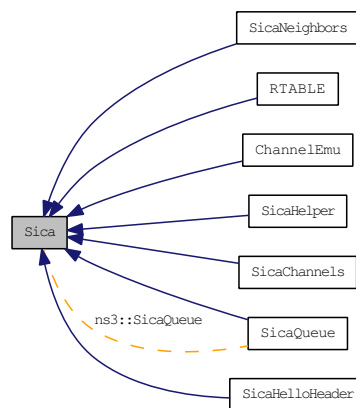 SicaNeighbors
RTABLE
ChannelEmu
SicaHelper
Sica
SicaChannels
ns3::SicaQueue
SicaQueue
SicaHelloHeader